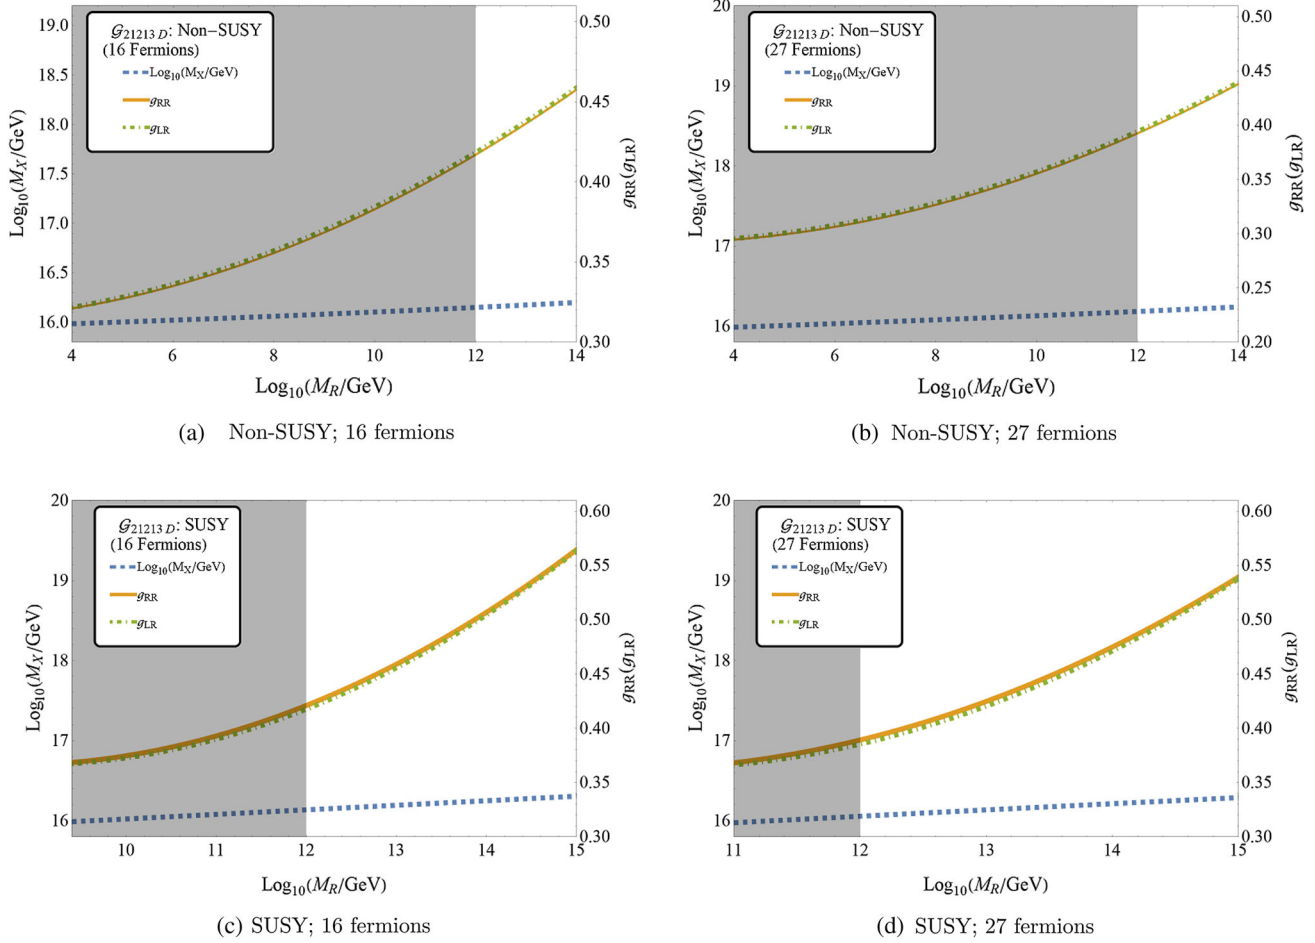 𝒢21213 D: Non−SUSY
(16 Fermions)
Log10(MX/GeV)
gRR
gLR
19.0
18.5
18.0
17.5
17.0
16.5
16.0
Log10(MX/GeV)
0.50
0.45
0.40
0.35
0.30
gRR(gLR)
4 6 8 10 12 14
Log10(MR/GeV)
(a) Non-SUSY; 16 fermions
𝒢21213 D: Non−SUSY
(27 Fermions)
Log10(MX/GeV)
gRR
gLR
20
19
18
17
16
Log10(MX/GeV)
0.50
0.45
0.40
0.35
0.30
0.25
0.20
gRR(gLR)
4 6 8 10 12 14
Log10(MR/GeV)
(b) Non-SUSY; 27 fermions
𝒢21213 D: SUSY
(16 Fermions)
Log10(MX/GeV)
gRR
gLR
20
19
18
17
16
Log10(MX/GeV)
0.60
0.55
0.50
0.45
0.40
0.35
0.30
gRR(gLR)
10 11 12 13 14 15
Log10(MR/GeV)
(c) SUSY; 16 fermions
𝒢21213 D: SUSY
(27 Fermions)
Log10(MX/GeV)
gRR
gLR
20
19
18
17
16
Log10(MX/GeV)
0.60
0.55
0.50
0.45
0.40
0.35
0.30
gRR(gLR)
11 12 13 14 15
Log10(MR/GeV)
(d) SUSY; 27 fermions